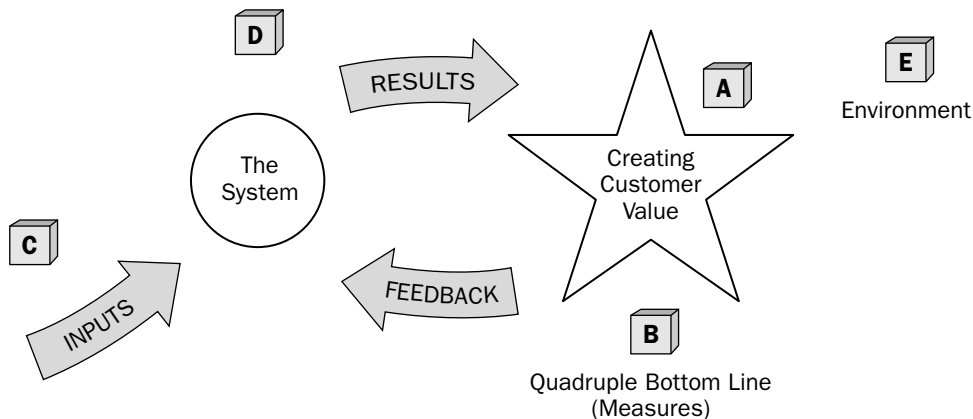 D
RESULTS
A
E
Environment
The
System
Creating
Customer
Value
C
INPUTS
FEEDBACK
B
Quadruple Bottom Line
(Measures)